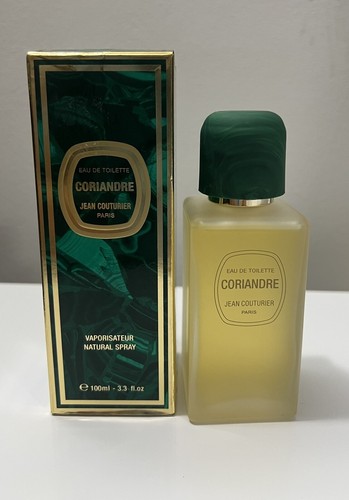 EAU DE TOILETTE
CORIANDRE
JEAN COUTURIER
PARIS
VAPORISATEUR
NATURAL SPRAY
℮ 100ml - 3.3 fl.oz
EAU DE TOILETTE
CORIANDRE
JEAN COUTURIER
PARIS